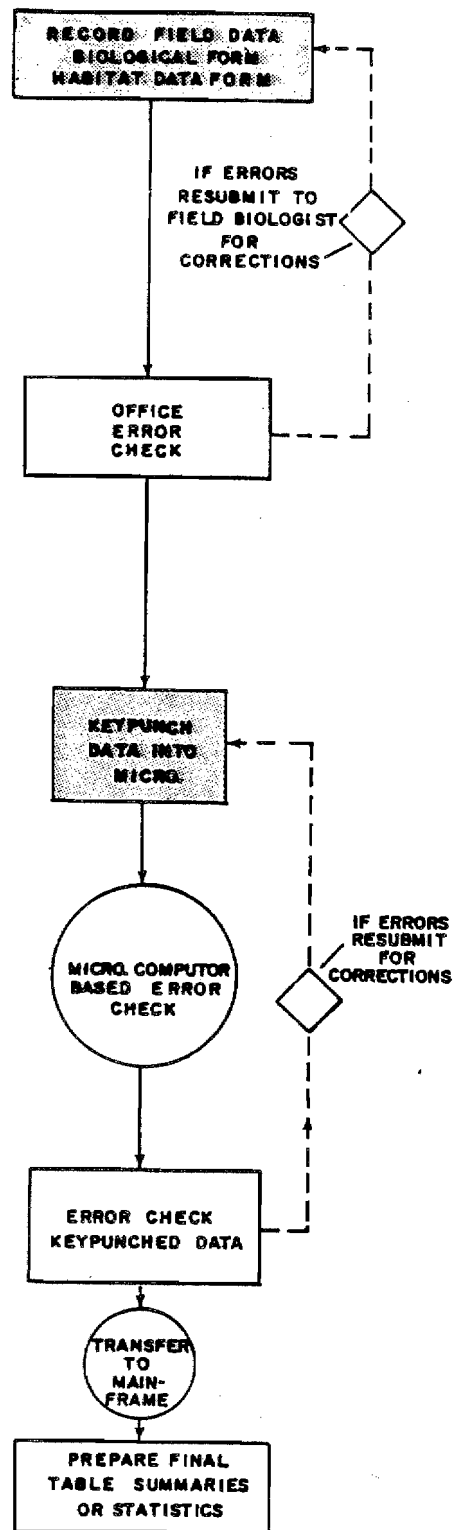 RECORD FIELD DATA
BIOLOGICAL FORM
HABITAT DATA FORM
IF ERRORS
RESUBMIT TO
FIELD BIOLOGIST
FOR
CORRECTIONS
OFFICE
ERROR
CHECK
KEYPUNCH
DATA INTO
MICRO.
MICRO. COMPUTOR
BASED ERROR
CHECK
IF ERRORS
RESUBMIT
FOR
CORRECTIONS
ERROR CHECK
KEYPUNCHED DATA
TRANSFER
TO
MAIN-
FRAME
PREPARE FINAL
TABLE SUMMARIES
OR STATISTICS